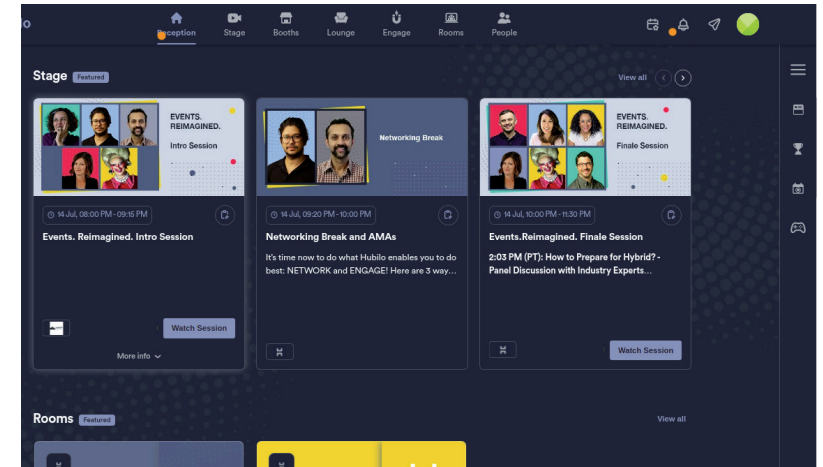 Reception
Stage
Booths
Lounge
Engage
Rooms
People
Stage Featured
View all
EVENTS.
REIMAGINED.
Intro Session
14 Jul, 08:00 PM - 09:15 PM
Events. Reimagined. Intro Session
Watch Session
More info
Networking Break
14 Jul, 09:20 PM - 10:00 PM
Networking Break and AMAs
It's time now to do what Hubilo enables you to do
best: NETWORK and ENGAGE! Here are 3 way...
EVENTS.
REIMAGINED.
Finale Session
14 Jul, 10:00 PM - 11:30 PM
Events.Reimagined. Finale Session
2:03 PM (PT): How to Prepare for Hybrid? -
Panel Discussion with Industry Experts...
Watch Session
Rooms Featured
View all